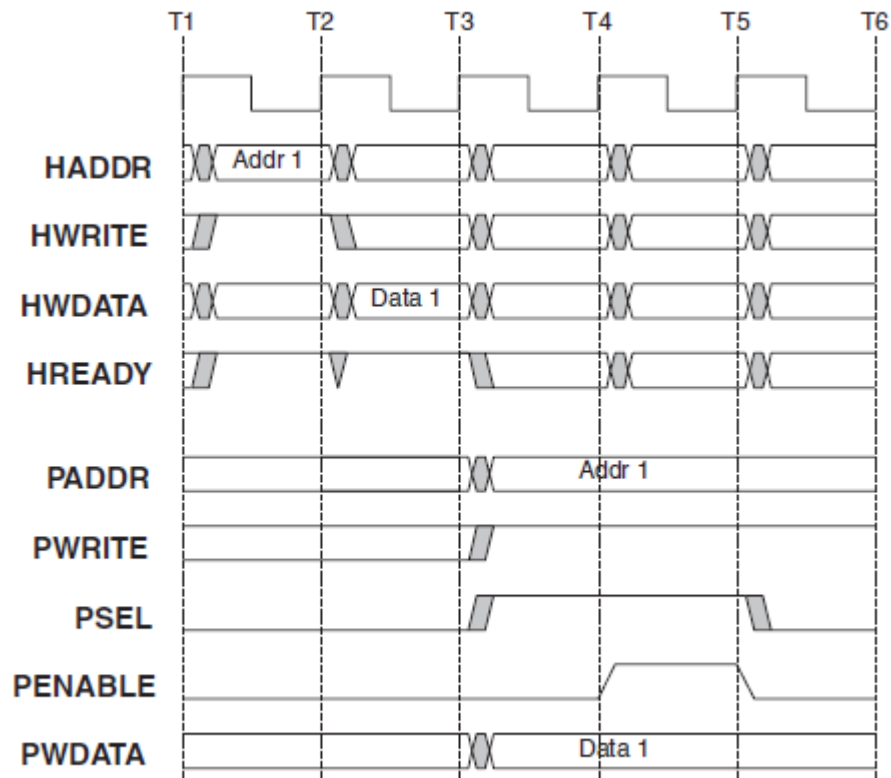 T1 T2 T3 T4 T5 T6
HADDR Addr 1
HWRITE
HWDATA Data 1
HREADY
PADDR Addr 1
PWRITE
PSEL
PENABLE
PWDATA Data 1